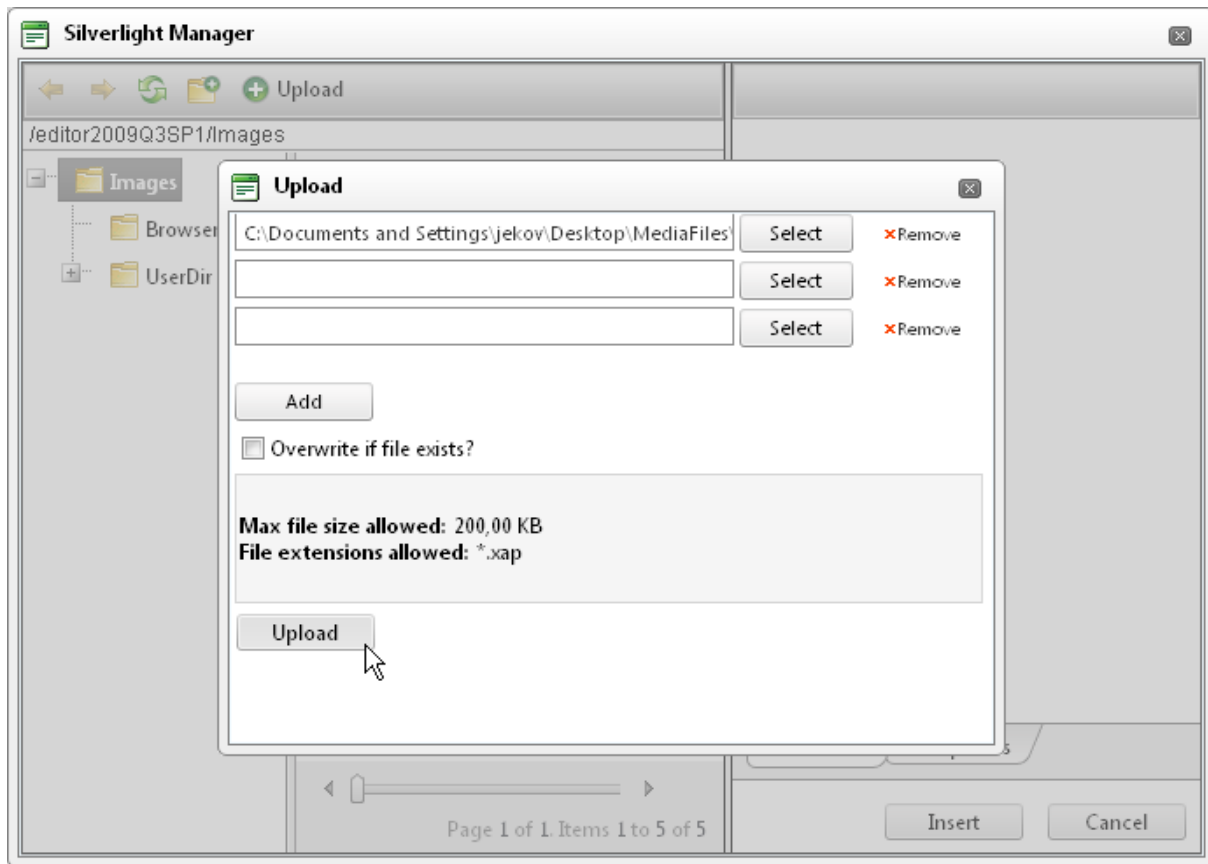 Silverlight Manager
Upload
/editor2009Q3SP1/Images
Images
Browser
UserDir
Upload
C:\Documents and Settings\jekov\Desktop\MediaFiles\ Select Remove
Select Remove
Select Remove
Add
Overwrite if file exists?
Max file size allowed: 200,00 KB
File extensions allowed: *.xap
Upload
Page 1 of 1. Items 1 to 5 of 5
Insert Cancel